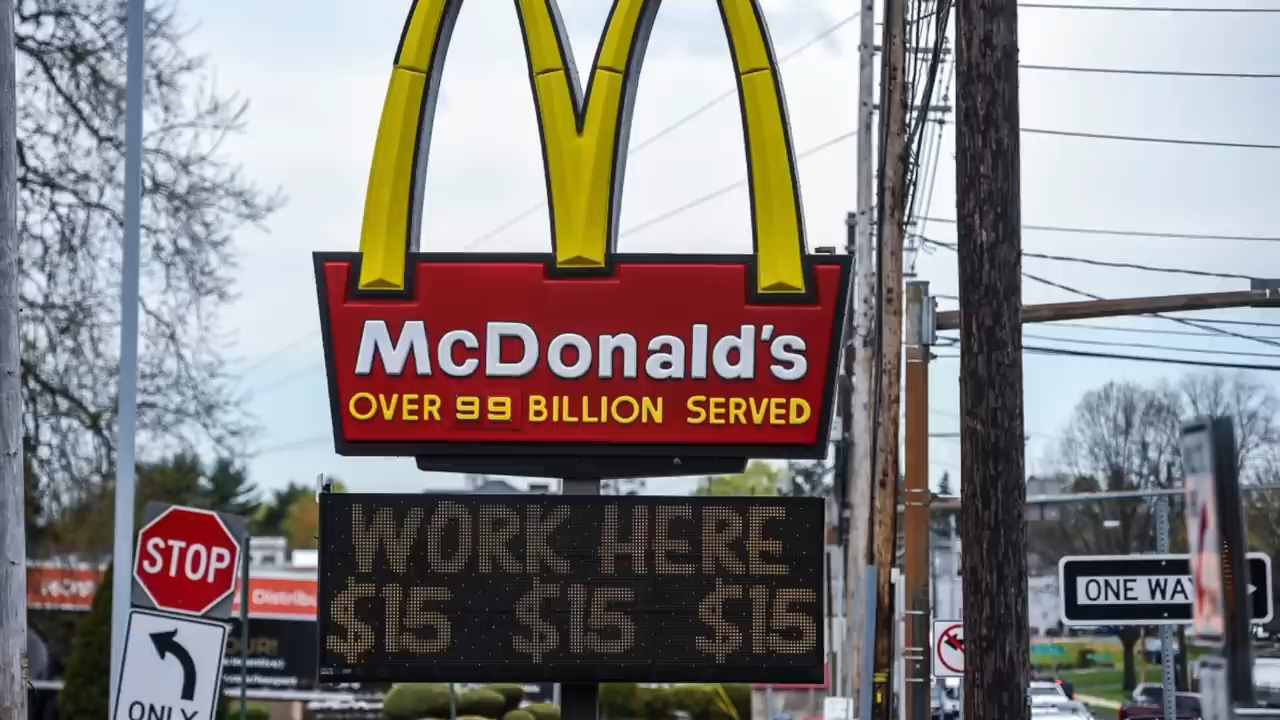 McDonald's
OVER 99 BILLION SERVED
WORK HERE
$15 $15 $15
STOP
ONLY
ONE WAY